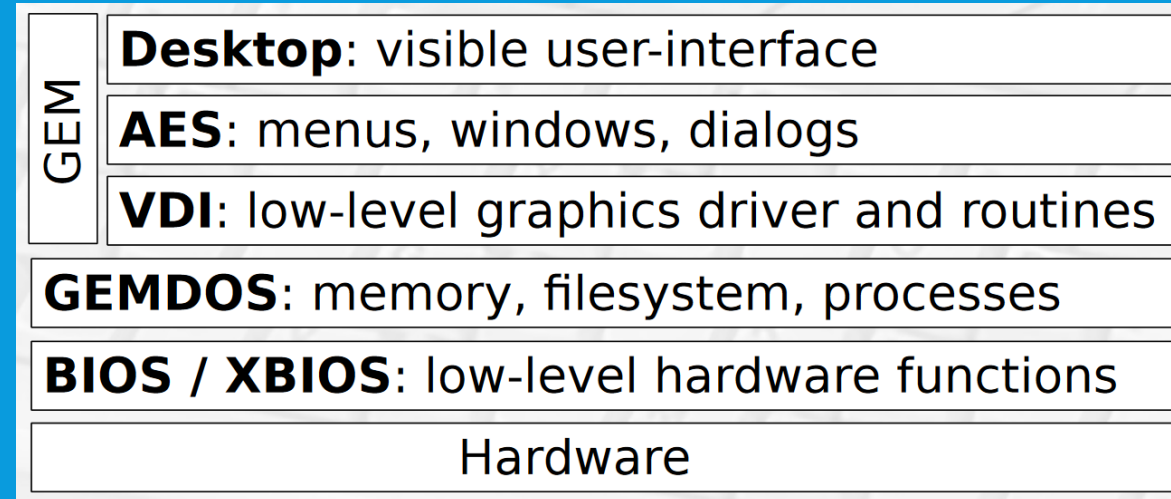 GEM
Desktop: visible user-interface
AES: menus, windows, dialogs
VDI: low-level graphics driver and routines
GEMDOS: memory, filesystem, processes
BIOS / XBIOS: low-level hardware functions
Hardware